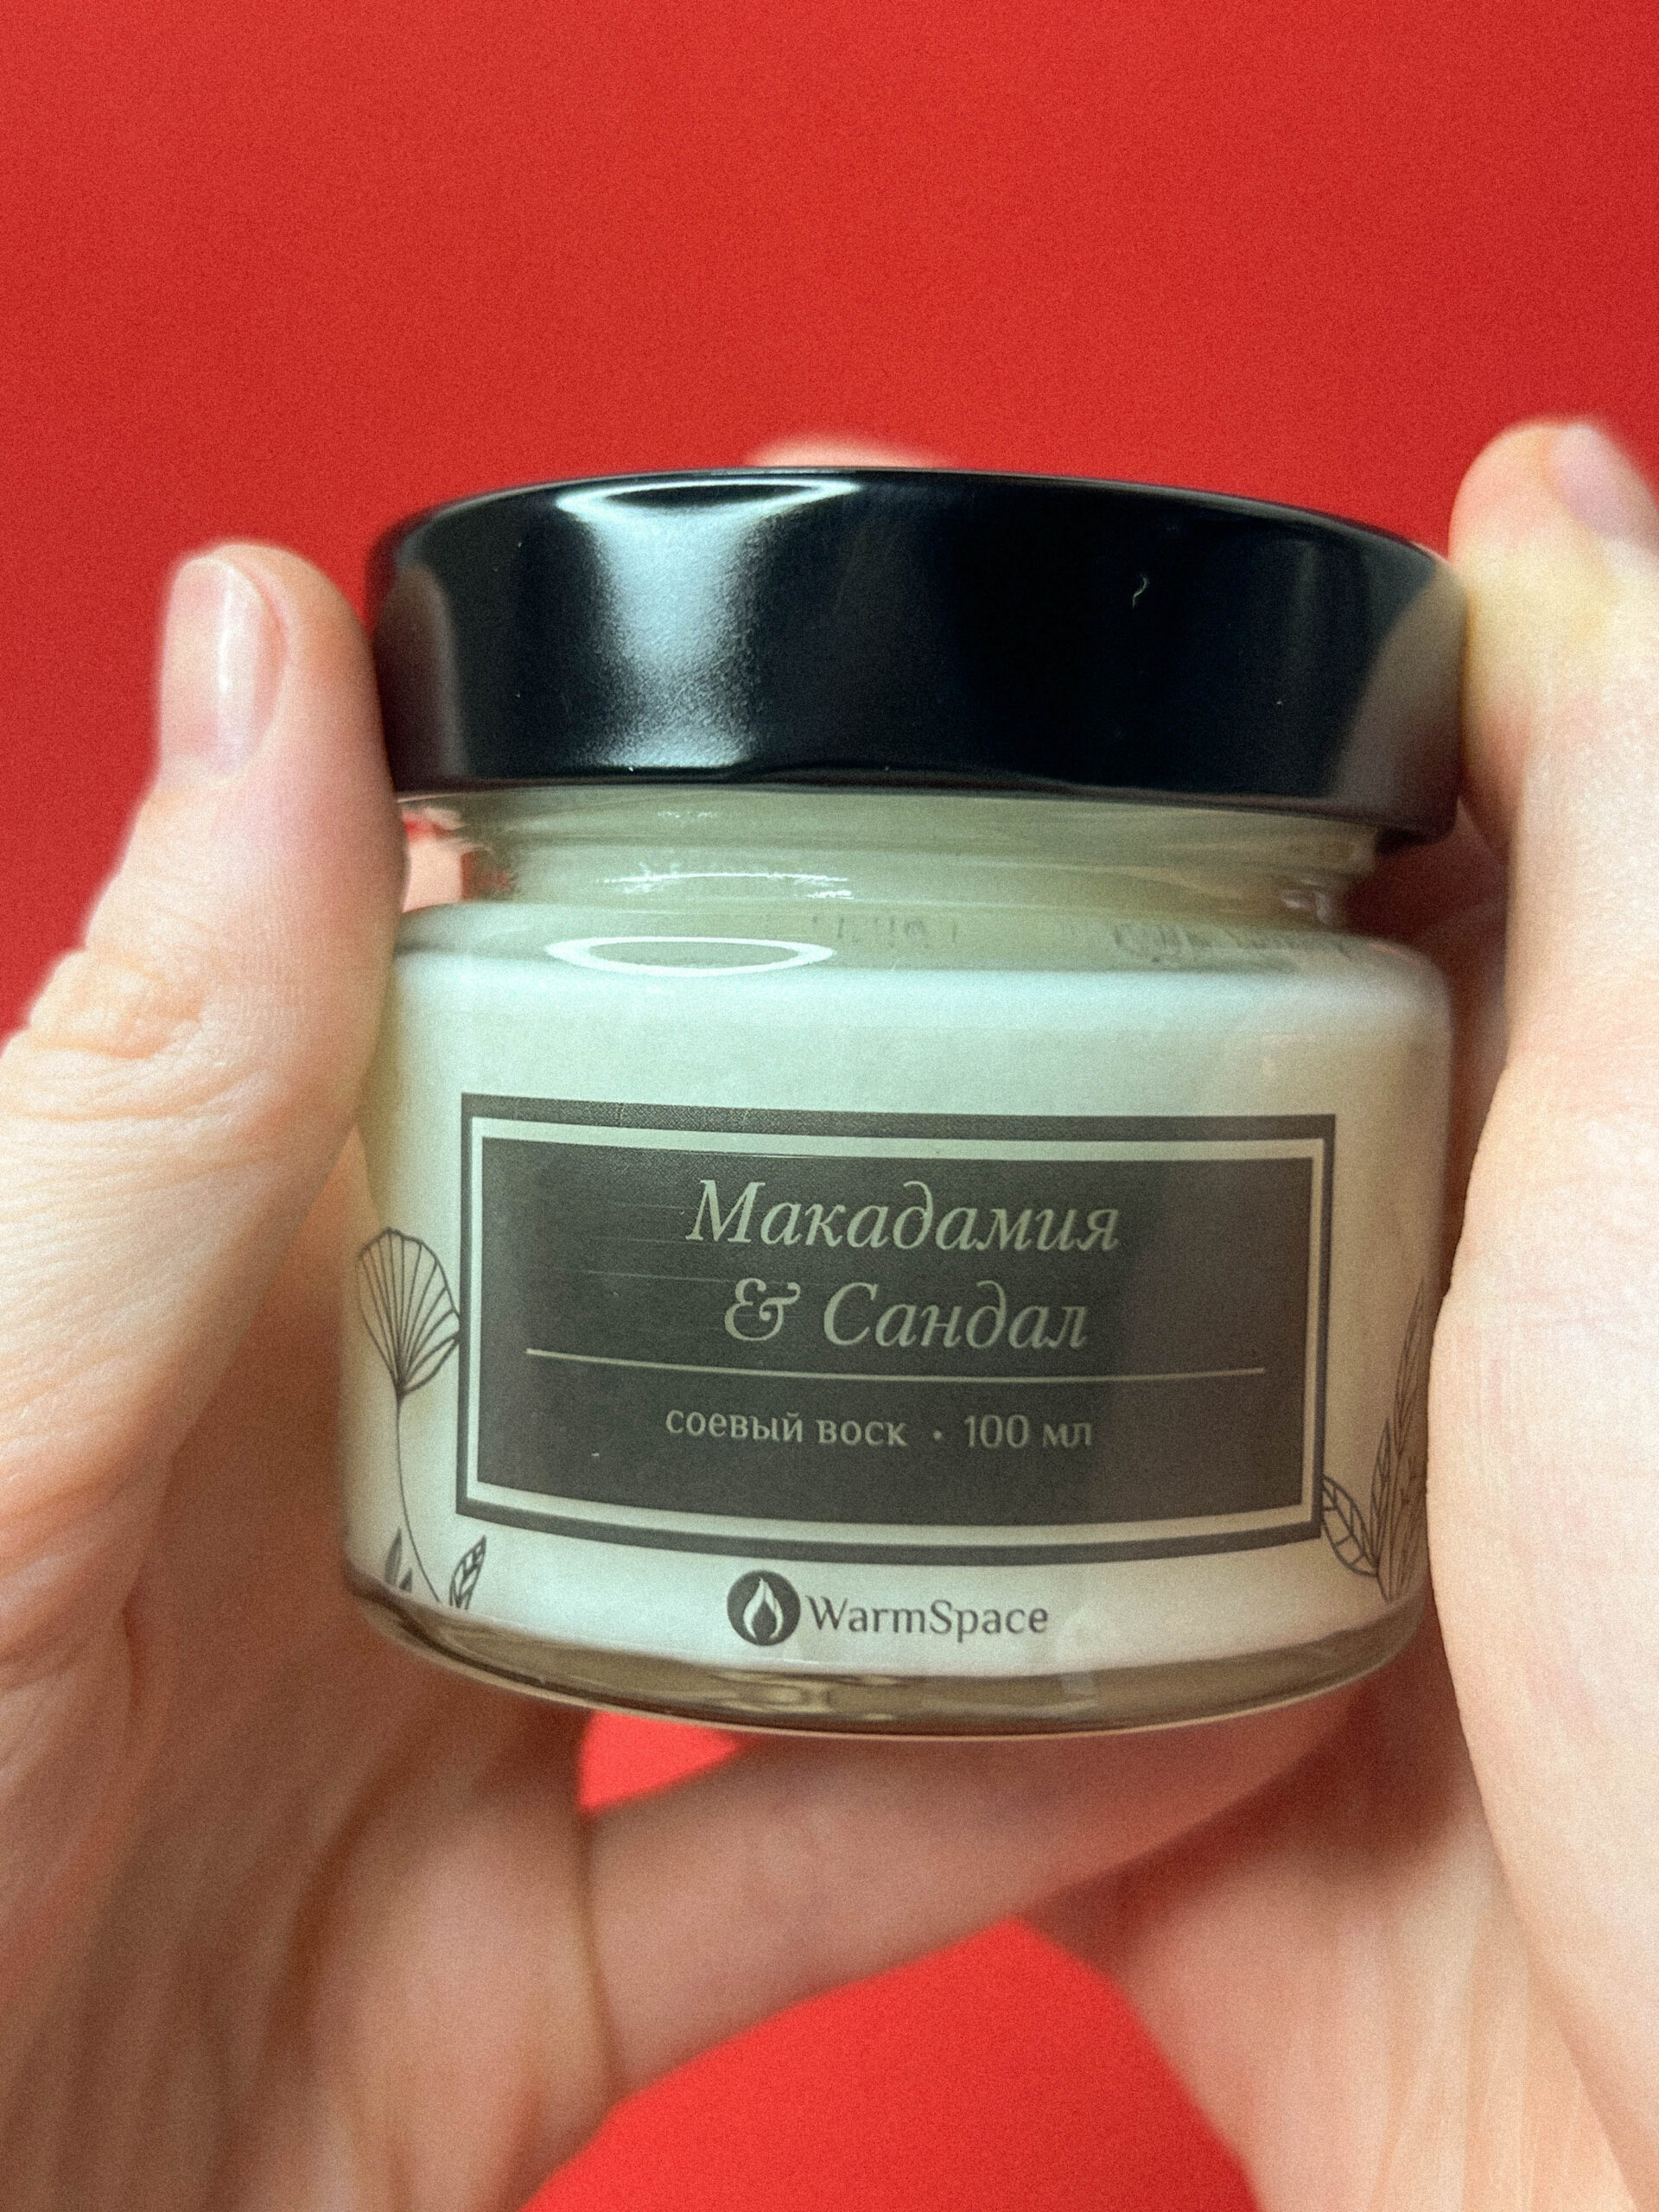 Макадамия
& Сандал
соевый воск • 100 мл
WarmSpace